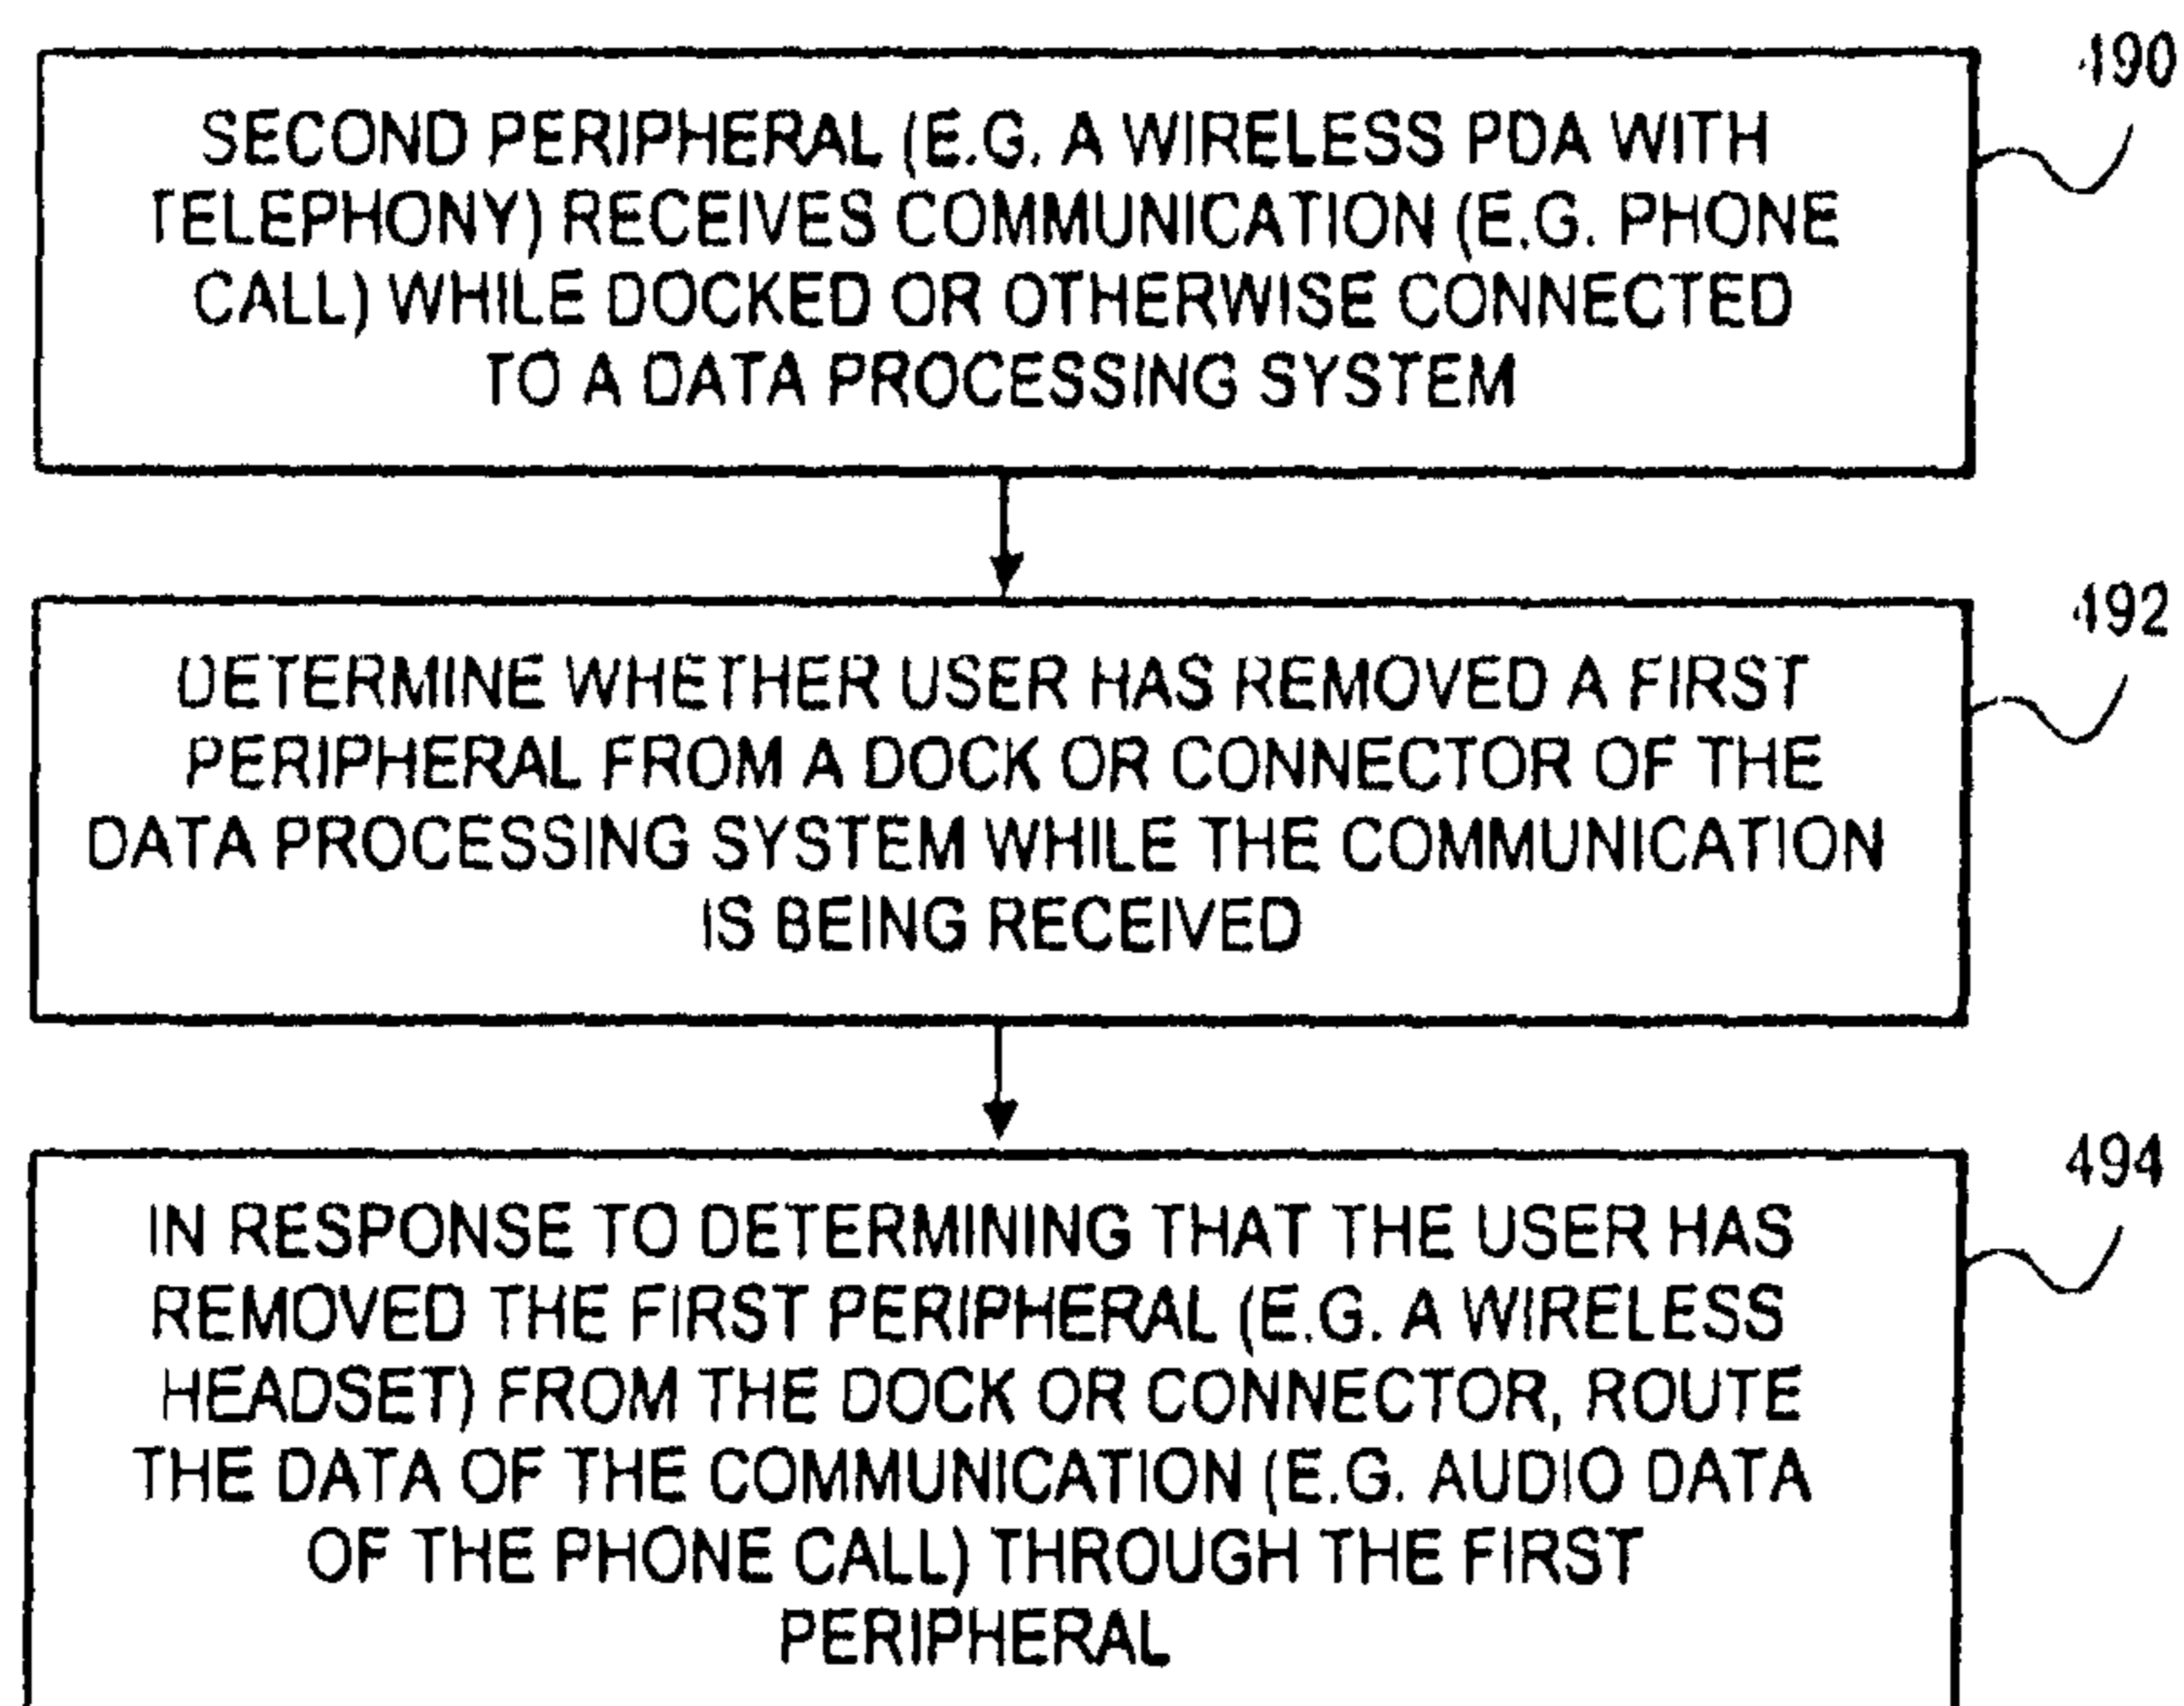 490
SECOND PERIPHERAL (E.G. A WIRELESS PDA WITH
TELEPHONY) RECEIVES COMMUNICATION (E.G. PHONE
CALL) WHILE DOCKED OR OTHERWISE CONNECTED
TO A DATA PROCESSING SYSTEM
492
DETERMINE WHETHER USER HAS REMOVED A FIRST
PERIPHERAL FROM A DOCK OR CONNECTOR OF THE
DATA PROCESSING SYSTEM WHILE THE COMMUNICATION
IS BEING RECEIVED
494
IN RESPONSE TO DETERMINING THAT THE USER HAS
REMOVED THE FIRST PERIPHERAL (E.G. A WIRELESS
HEADSET) FROM THE DOCK OR CONNECTOR, ROUTE
THE DATA OF THE COMMUNICATION (E.G. AUDIO DATA
OF THE PHONE CALL) THROUGH THE FIRST
PERIPHERAL